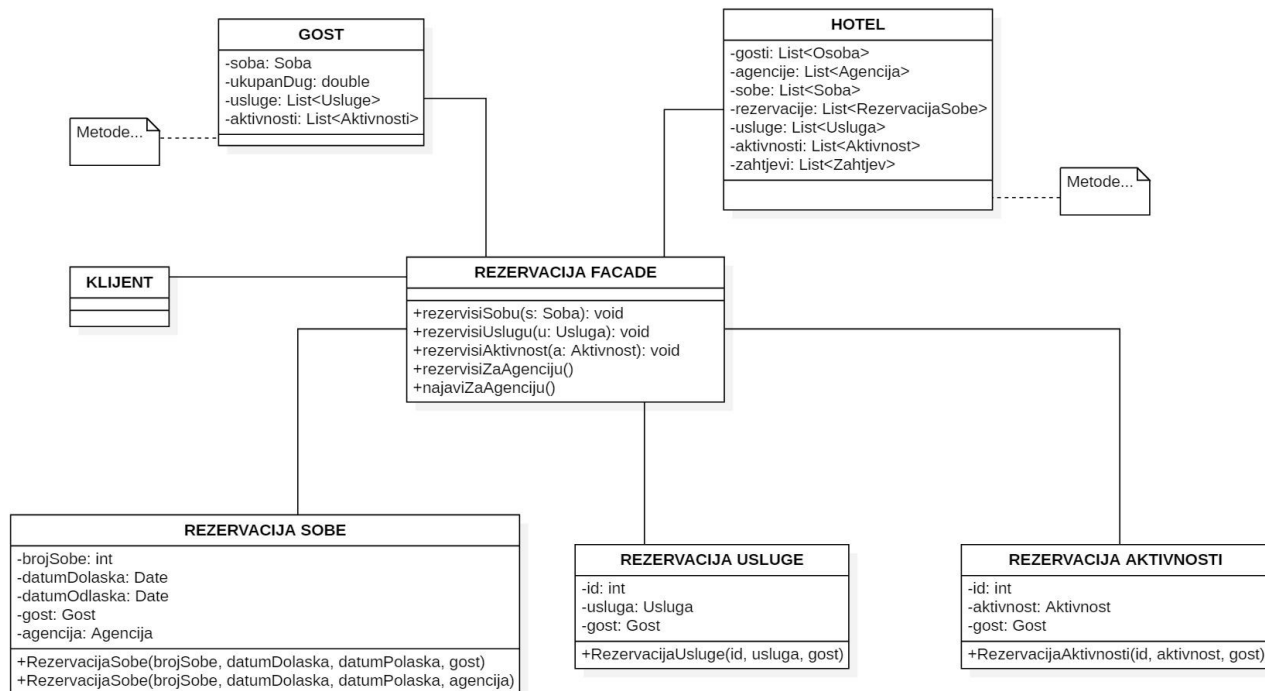 GOST
-soba: Soba
-ukupanDug: double
-usluge: List<Usluge>
-aktivnosti: List<Aktivnosti>
Metode...
HOTEL
-gosti: List<Osoba>
-agencije: List<Agencija>
-sobe: List<Soba>
-rezervacije: List<RezervacijaSobe>
-usluge: List<Usluga>
-aktivnosti: List<Aktivnost>
-zahtjevi: List<Zahtjev>
Metode...
KLIJENT
REZERVACIJA FACADE
+rezervisiSobu(s: Soba): void
+rezervisiUslugu(u: Usluga): void
+rezervisiAktivnost(a: Aktivnost): void
+rezervisiZaAgenciju()
+najaviZaAgenciju()
REZERVACIJA SOBE
-brojSobe: int
-datumDolaska: Date
-datumOdlaska: Date
-gost: Gost
-agencija: Agencija
+RezervacijaSobe(brojSobe, datumDolaska, datumPolaska, gost)
+RezervacijaSobe(brojSobe, datumDolaska, datumPolaska, agencija)
REZERVACIJA USLUGE
-id: int
-usluga: Usluga
-gost: Gost
+RezervacijaUsluge(id, usluga, gost)
REZERVACIJA AKTIVNOSTI
-id: int
-aktivnost: Aktivnost
-gost: Gost
+RezervacijaAktivnosti(id, aktivnost, gost)